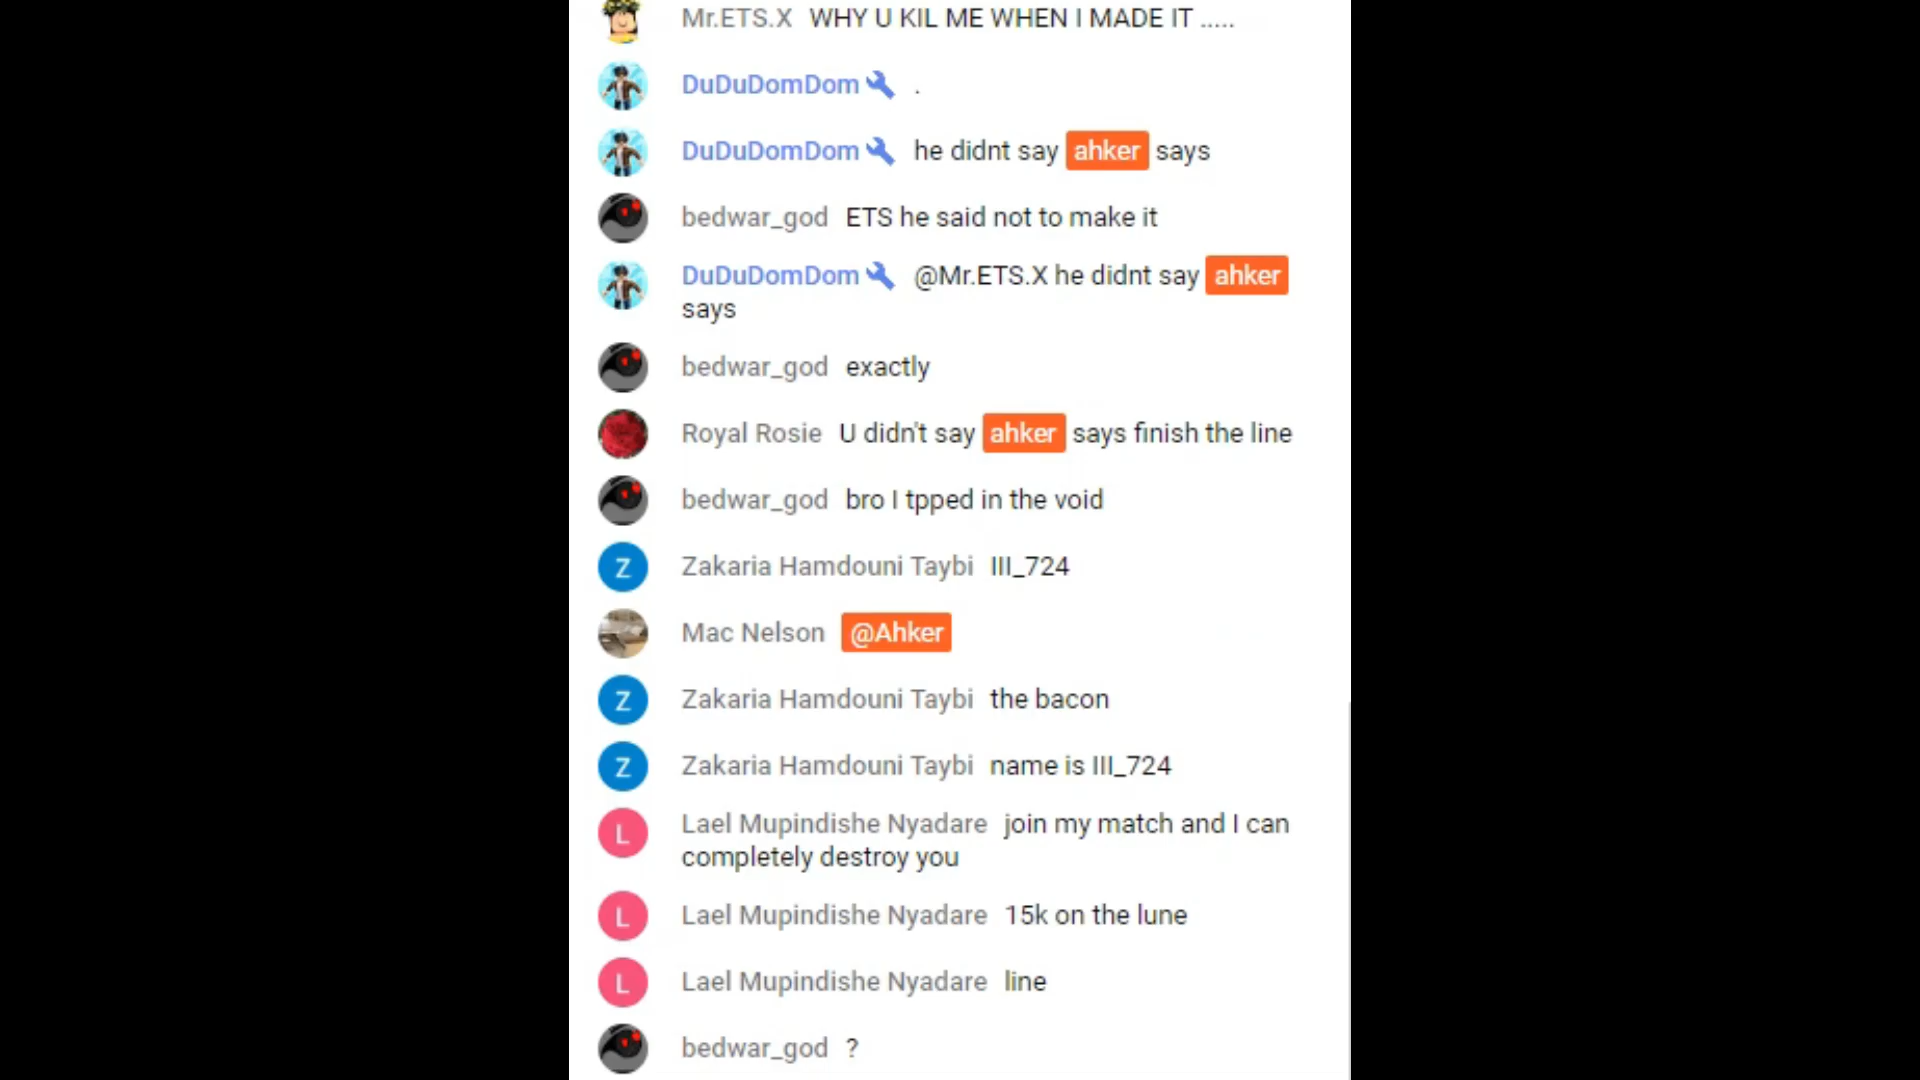 Mr.ETS.X WHY U KIL ME WHEN I MADE IT .....
DuDuDomDom .
DuDuDomDom he didnt say ahker says
bedwar_god ETS he said not to make it
DuDuDomDom @Mr.ETS.X he didnt say ahker
says
bedwar_god exactly
Royal Rosie U didn't say ahker says finish the line
bedwar_god bro I tpped in the void
Z Zakaria Hamdouni Taybi III_724
Mac Nelson @Ahker
Z Zakaria Hamdouni Taybi the bacon
Z Zakaria Hamdouni Taybi name is III_724
L Lael Mupindishe Nyadare join my match and I can
completely destroy you
L Lael Mupindishe Nyadare 15k on the lune
L Lael Mupindishe Nyadare line
bedwar_god ?